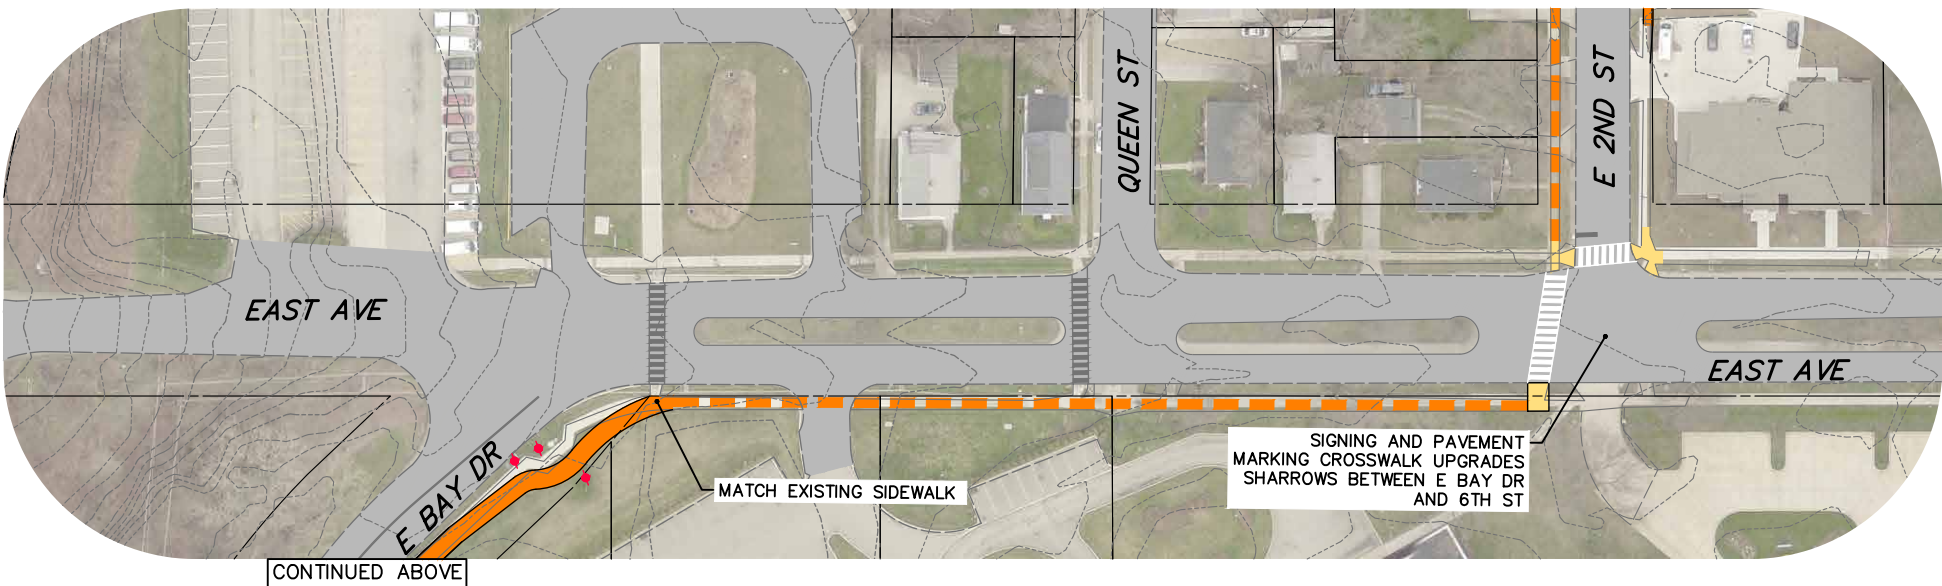 QUEEN ST
E 2ND ST
EAST AVE
EAST AVE
E BAY DR
MATCH EXISTING SIDEWALK
SIGNING AND PAVEMENT
MARKING CROSSWALK UPGRADES
SHARROWS BETWEEN E BAY DR
AND 6TH ST
CONTINUED ABOVE